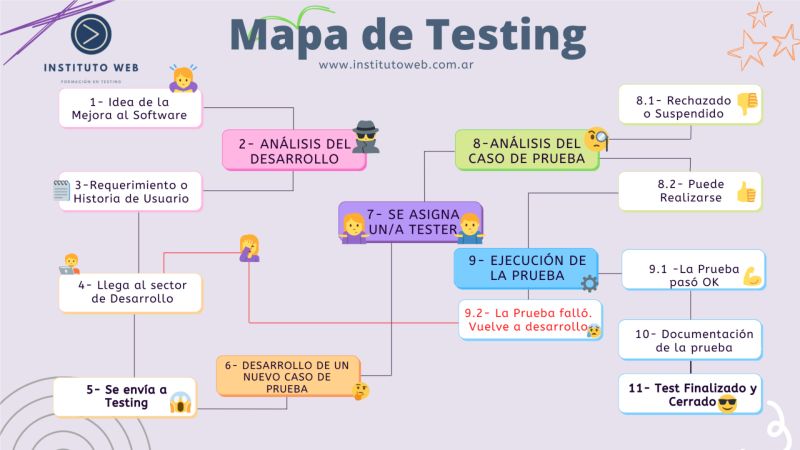 Mapa de Testing
www.institutoweb.com.ar
INSTITUTO WEB
FORMACIÓN EN TESTING
1- Idea de la
Mejora al Software
2- ANÁLISIS DEL
DESARROLLO
3-Requerimiento o
Historia de Usuario
4- Llega al sector
de Desarrollo
5- Se envía a
Testing
6- DESARROLLO DE UN
NUEVO CASO DE
PRUEBA
7- SE ASIGNA
UN/A TESTER
8-ANÁLISIS DEL
CASO DE PRUEBA
8.1- Rechazado
o Suspendido
8.2- Puede
Realizarse
9- EJECUCIÓN DE
LA PRUEBA
9.1 -La Prueba
pasó OK
9.2- La Prueba falló.
Vuelve a desarrollo
10- Documentación
de la prueba
11- Test Finalizado y
Cerrado